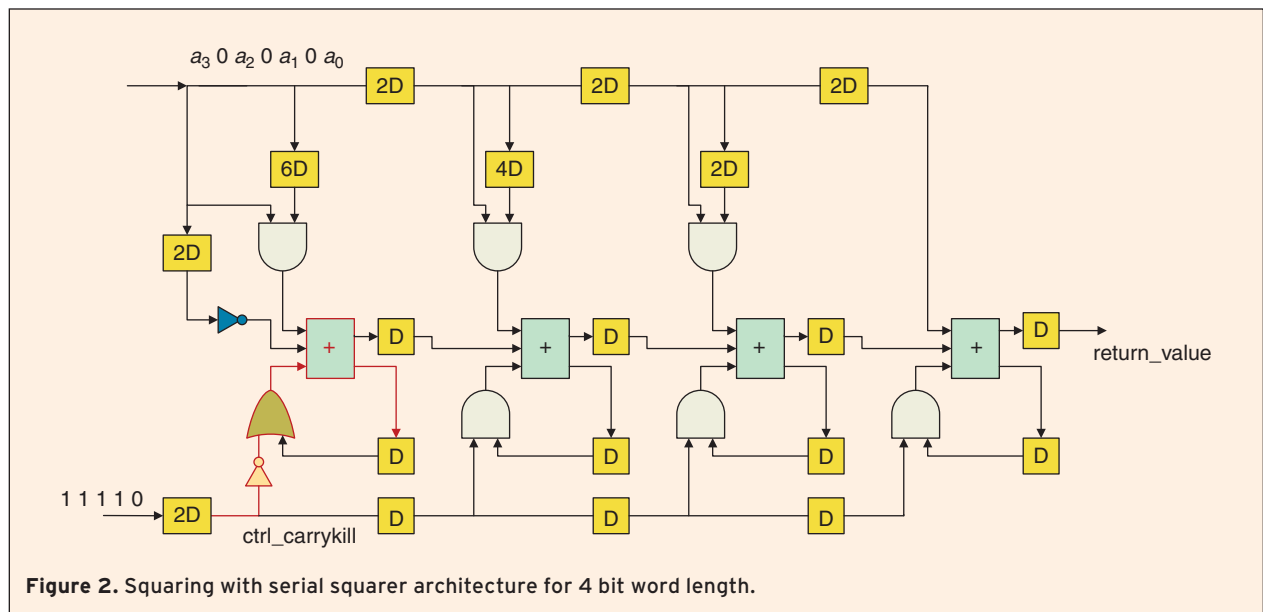 a3 0 a2 0 a1 0 a0
2D 2D 2D
6D 4D 2D
2D
+ D + D + D + D
return_value
D D D D
1 1 1 1 0
2D D D D
ctrl_carrykill
Figure 2. Squaring with serial squarer architecture for 4 bit word length.